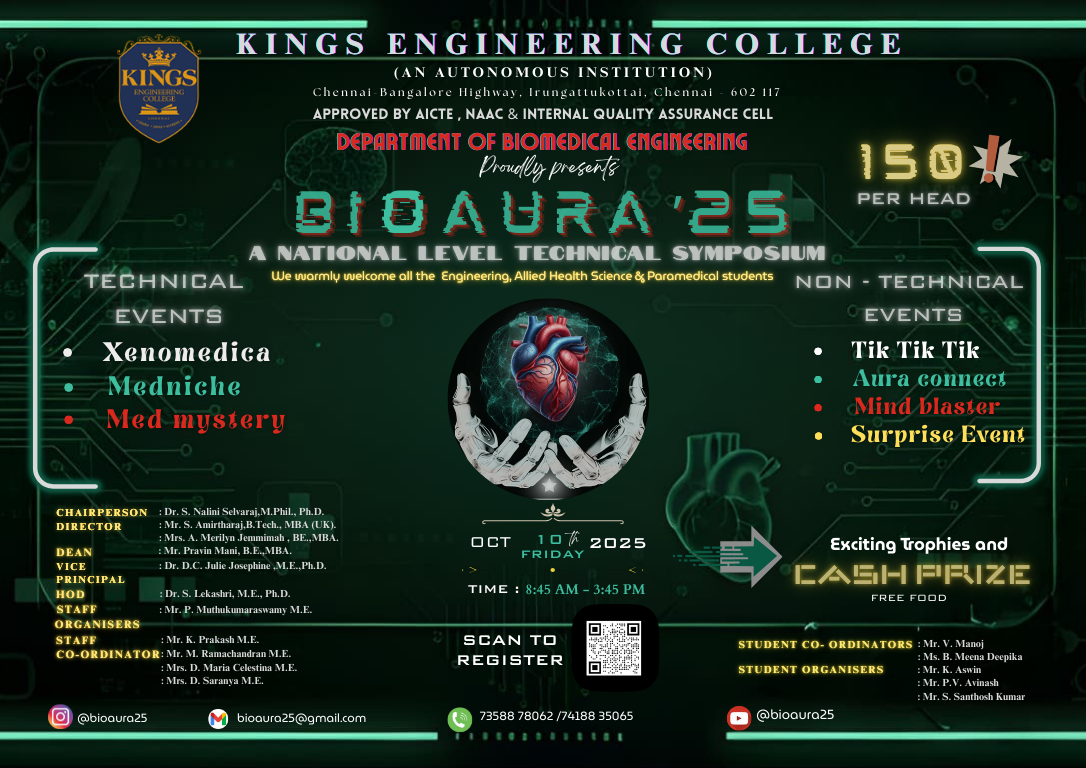 KINGS ENGINEERING COLLEGE
(AN AUTONOMOUS INSTITUTION)
Chennai-Bangalore Highway, Irungattukottai, Chennai - 602 117
APPROVED BY AICTE , NAAC & INTERNAL QUALITY ASSURANCE CELL
DEPARTMENT OF BIOMEDICAL ENGINEERING
Proudly presents
BIOAURA '25
A NATIONAL LEVEL TECHNICAL SYMPOSIUM
We warmly welcome all the Engineering, Allied Health Science & Paramedical students
KINGS
ENGINEERING
COLLEGE
150!
PER HEAD
TECHNICAL
EVENTS
• Xenomedica
• Medniche
• Med mystery
NON - TECHNICAL
EVENTS
• Tik Tik Tik
• Aura connect
• Mind blaster
• Surprise Event
CHAIRPERSON : Dr. S. Nalini Selvaraj,M.Phil., Ph.D.
DIRECTOR : Mr. S. Amirtharaj,B.Tech., MBA (UK).
: Mrs. A. Merilyn Jemmimah , BE.,MBA.
DEAN : Mr. Pravin Mani, B.E.,MBA.
VICE : Dr. D.C. Julie Josephine ,M.E.,Ph.D.
PRINCIPAL
HOD : Dr. S. Lekashri, M.E., Ph.D.
STAFF : Mr. P. Muthukumaraswamy M.E.
ORGANISERS
STAFF : Mr. K. Prakash M.E.
CO-ORDINATOR: Mr. M. Ramachandran M.E.
: Mrs. D. Maria Celestina M.E.
: Mrs. D. Saranya M.E.
OCT 10th 2025
FRIDAY
TIME : 8:45 AM – 3:45 PM
SCAN TO
REGISTER
Exciting Trophies and
CASH PRIZE
FREE FOOD
STUDENT CO- ORDINATORS : Mr. V. Manoj
: Ms. B. Meena Deepika
STUDENT ORGANISERS : Mr. K. Aswin
: Mr. P.V. Avinash
: Mr. S. Santhosh Kumar
@bioaura25
bioaura25@gmail.com
73588 78062 /74188 35065
@bioaura25